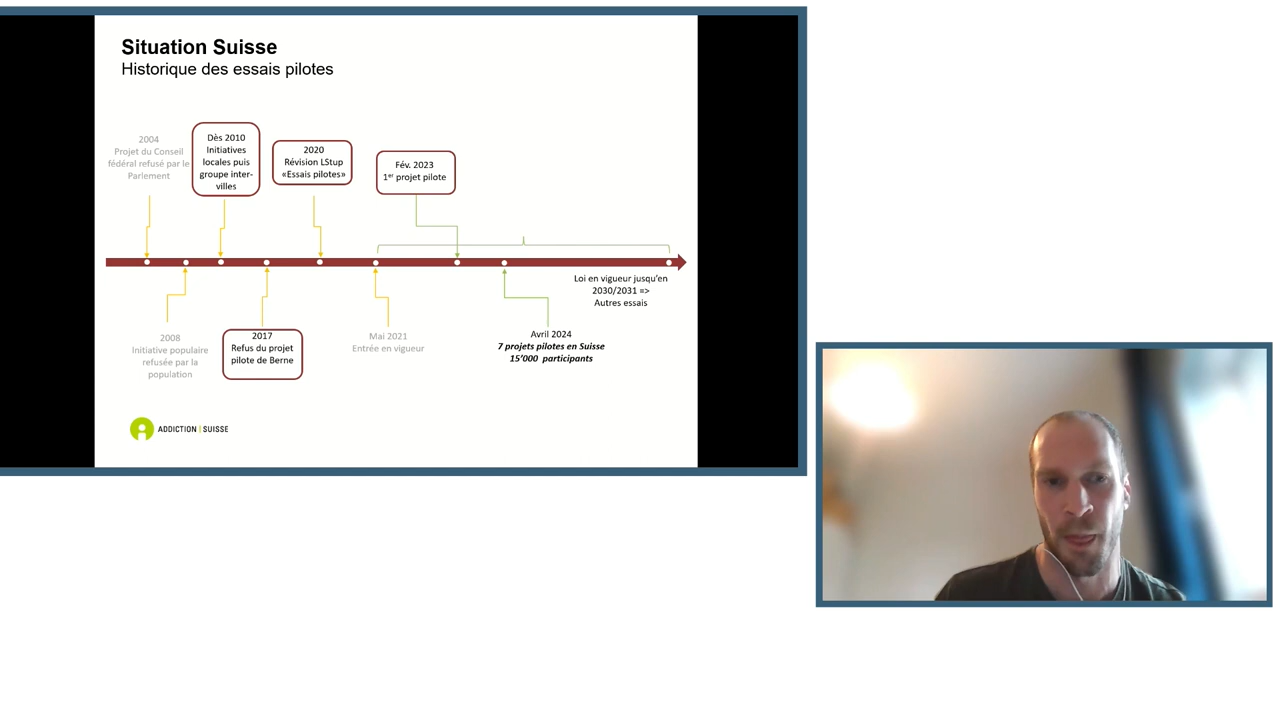 Situation Suisse
Historique des essais pilotes
2004
Projet du Conseil
fédéral refusé par le
Parlement
Dès 2010
Initiatives
locales puis
groupe inter-
villes
2020
Révision LStup
«Essais pilotes»
Fév. 2023
1er projet pilote
Loi en vigueur jusqu'en
2030/2031 =>
Autres essais
2008
Initiative populaire
refusée par la
population
2017
Refus du projet
pilote de Berne
Mai 2021
Entrée en vigueur
Avril 2024
7 projets pilotes en Suisse
15'000 participants
ADDICTION | SUISSE